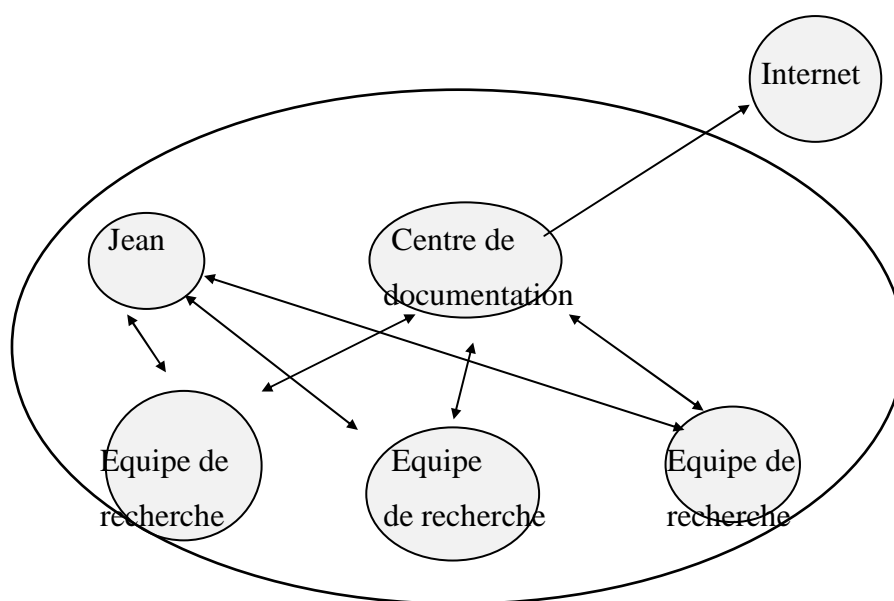 Internet
Jean
Centre de
documentation
Equipe de
recherche
Equipe
de recherche
Equipe de
recherche